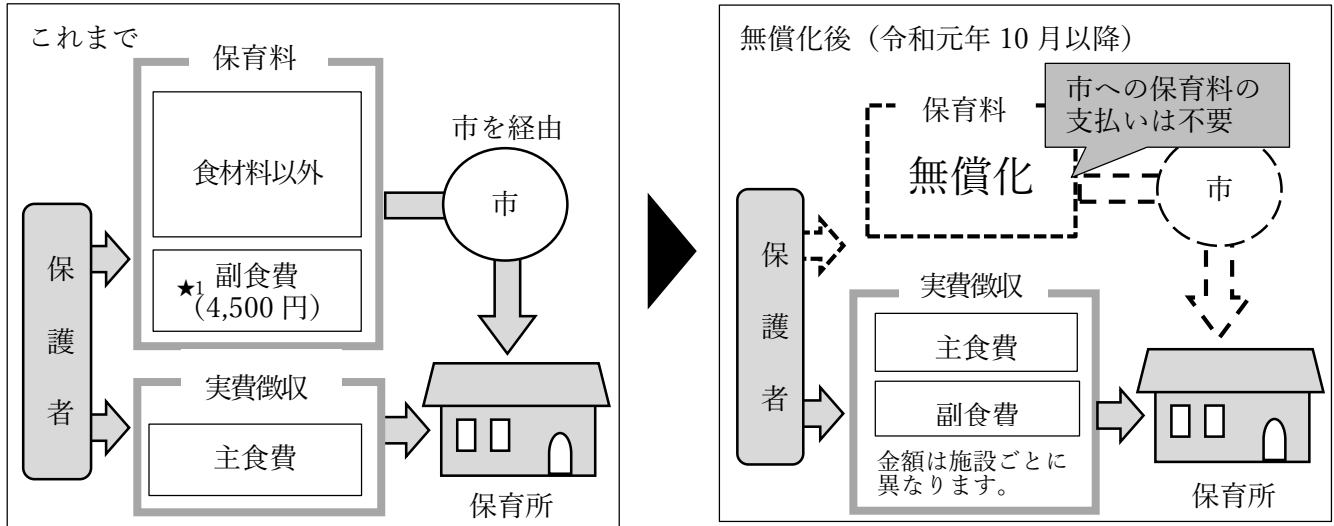 これまで
保育料
食材料以外
★1 副食費
（4,500 円）
市を経由
市
保護者
実費徴収
主食費
保育所
無償化後（令和元年 10 月以降）
保育料
無償化
市への保育料の
支払いは不要
市
保護者
実費徴収
主食費
副食費
金額は施設ごとに
異なります。
保育所